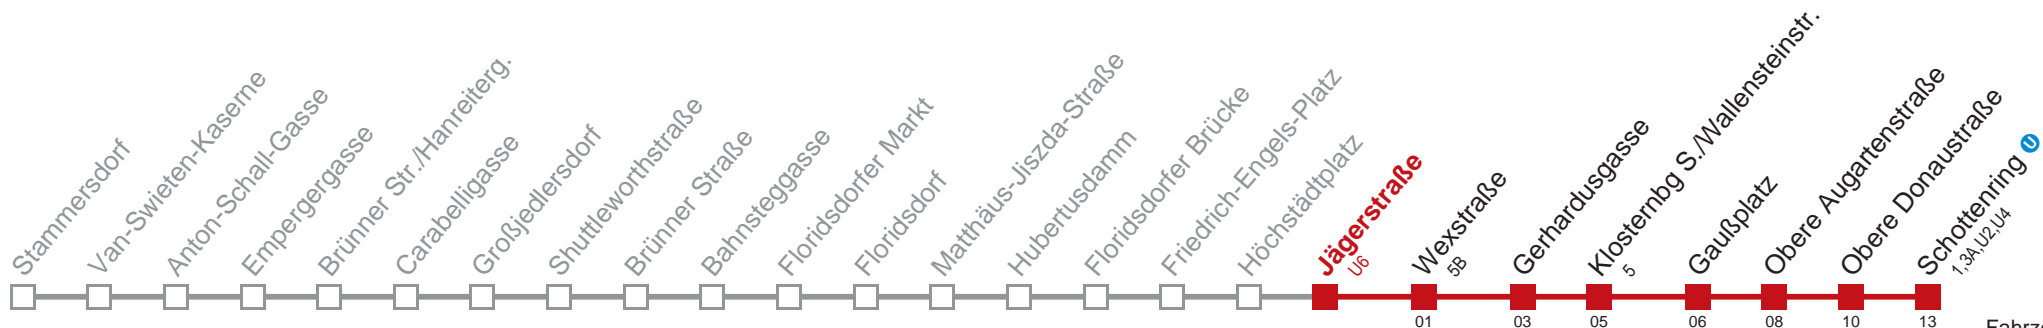 Stammersdorf
Van-Swieten-Kaserne
Anton-Schall-Gasse
Empergergasse
Brünner Str./Hanreiterg.
Carabelligasse
Großjedlersdorf
Shuttleworthstraße
Brünner Straße
Bahnsteggasse
Floridsdorfer Markt
Floridsdorf
Matthäus-Jiszda-Straße
Hubertusdamm
Floridsdorfer Brücke
Friedrich-Engels-Platz
Höchstädtplatz
Jägerstraße
U6
Wexstraße
5B
Gerhardusgasse
Klosternbg S./Wallensteinstr.
5
Gaußplatz
Obere Augartenstraße
Obere Donaustraße
Schottenring U
1,3A,U2,U4
01 03 05 06 08 10 13